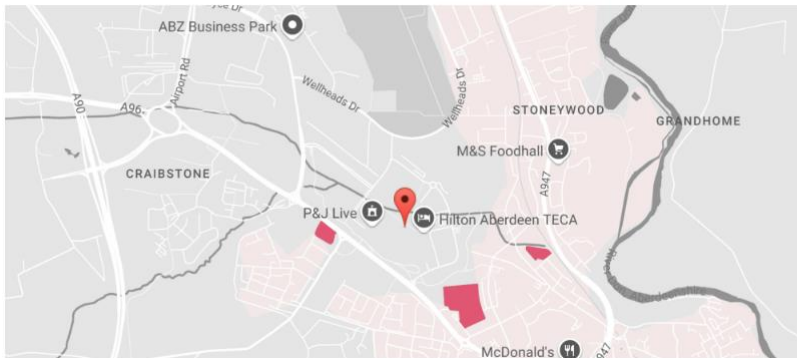 ABZ Business Park
Wellheads Dr
Wellheads Dr
Airport Rd
A90
A96
STONEYWOOD
GRANDHOME
M&S Foodhall
CRAIBSTONE
A947
P&J Live
Hilton Aberdeen TECA
River
McDonald's